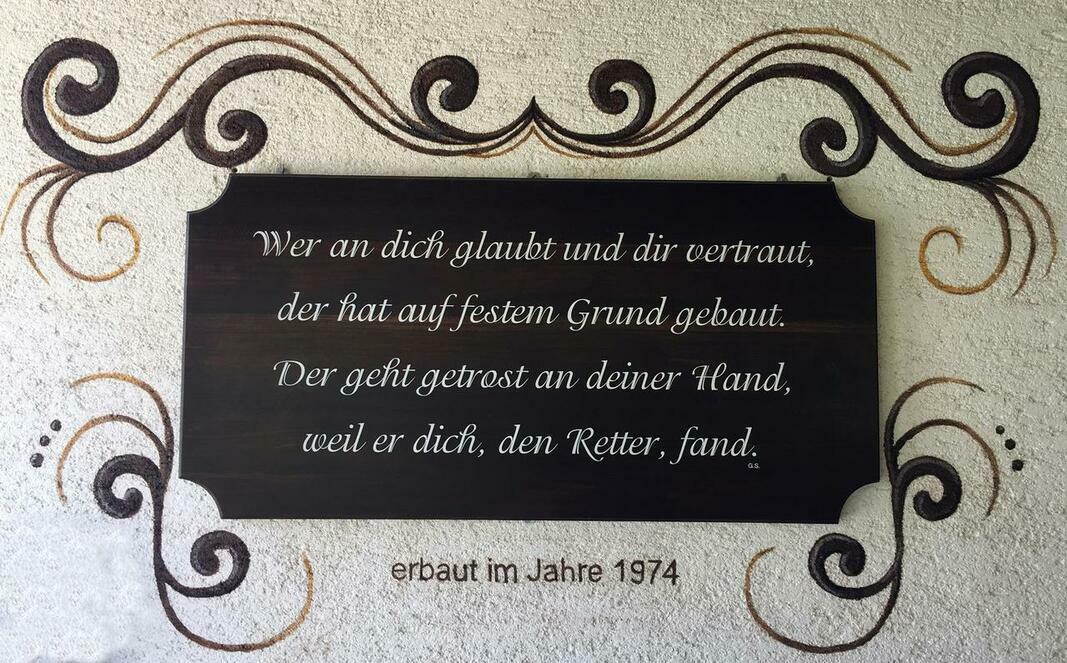 Wer an dich glaubt und dir vertraut,
der hat auf festem Grund gebaut.
Der geht getrost an deiner Hand,
weil er dich, den Retter, fand.
G.S.
erbaut im Jahre 1974